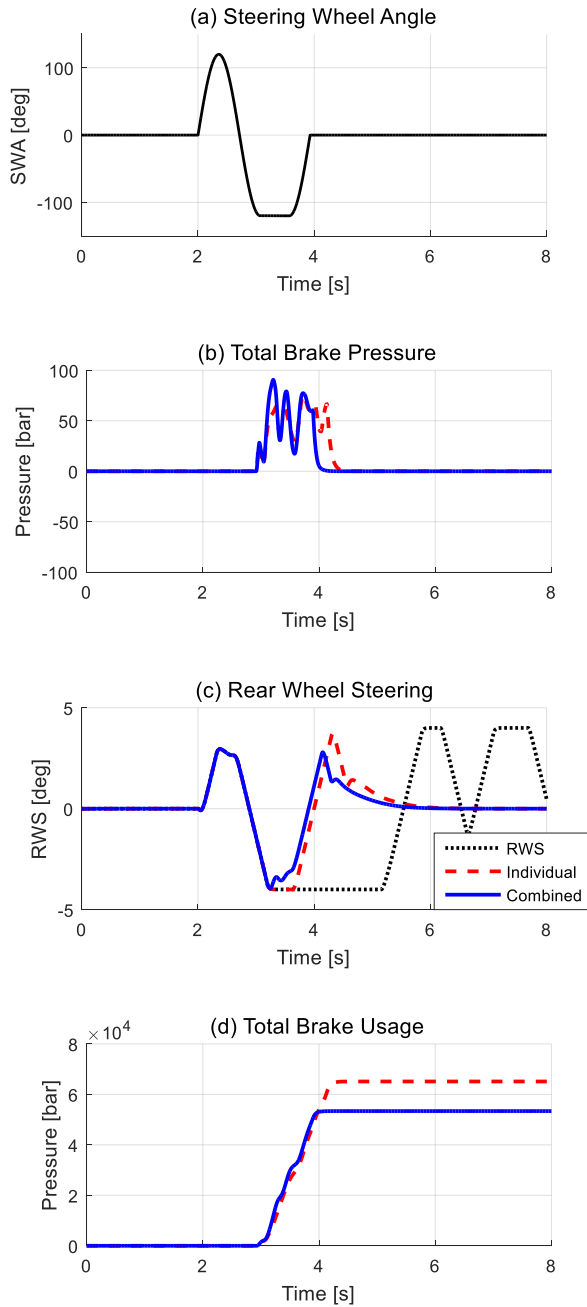 (a) Steering Wheel Angle
SWA [deg]
100
0
-100
0 2 4 6 8
Time [s]
(b) Total Brake Pressure
Pressure [bar]
100
50
0
-50
-100
0 2 4 6 8
Time [s]
(c) Rear Wheel Steering
RWS [deg]
5
0
-5
RWS
Individual
Combined
0 2 4 6 8
Time [s]
(d) Total Brake Usage
×10⁴
Pressure [bar]
8
6
4
2
0
0 2 4 6 8
Time [s]